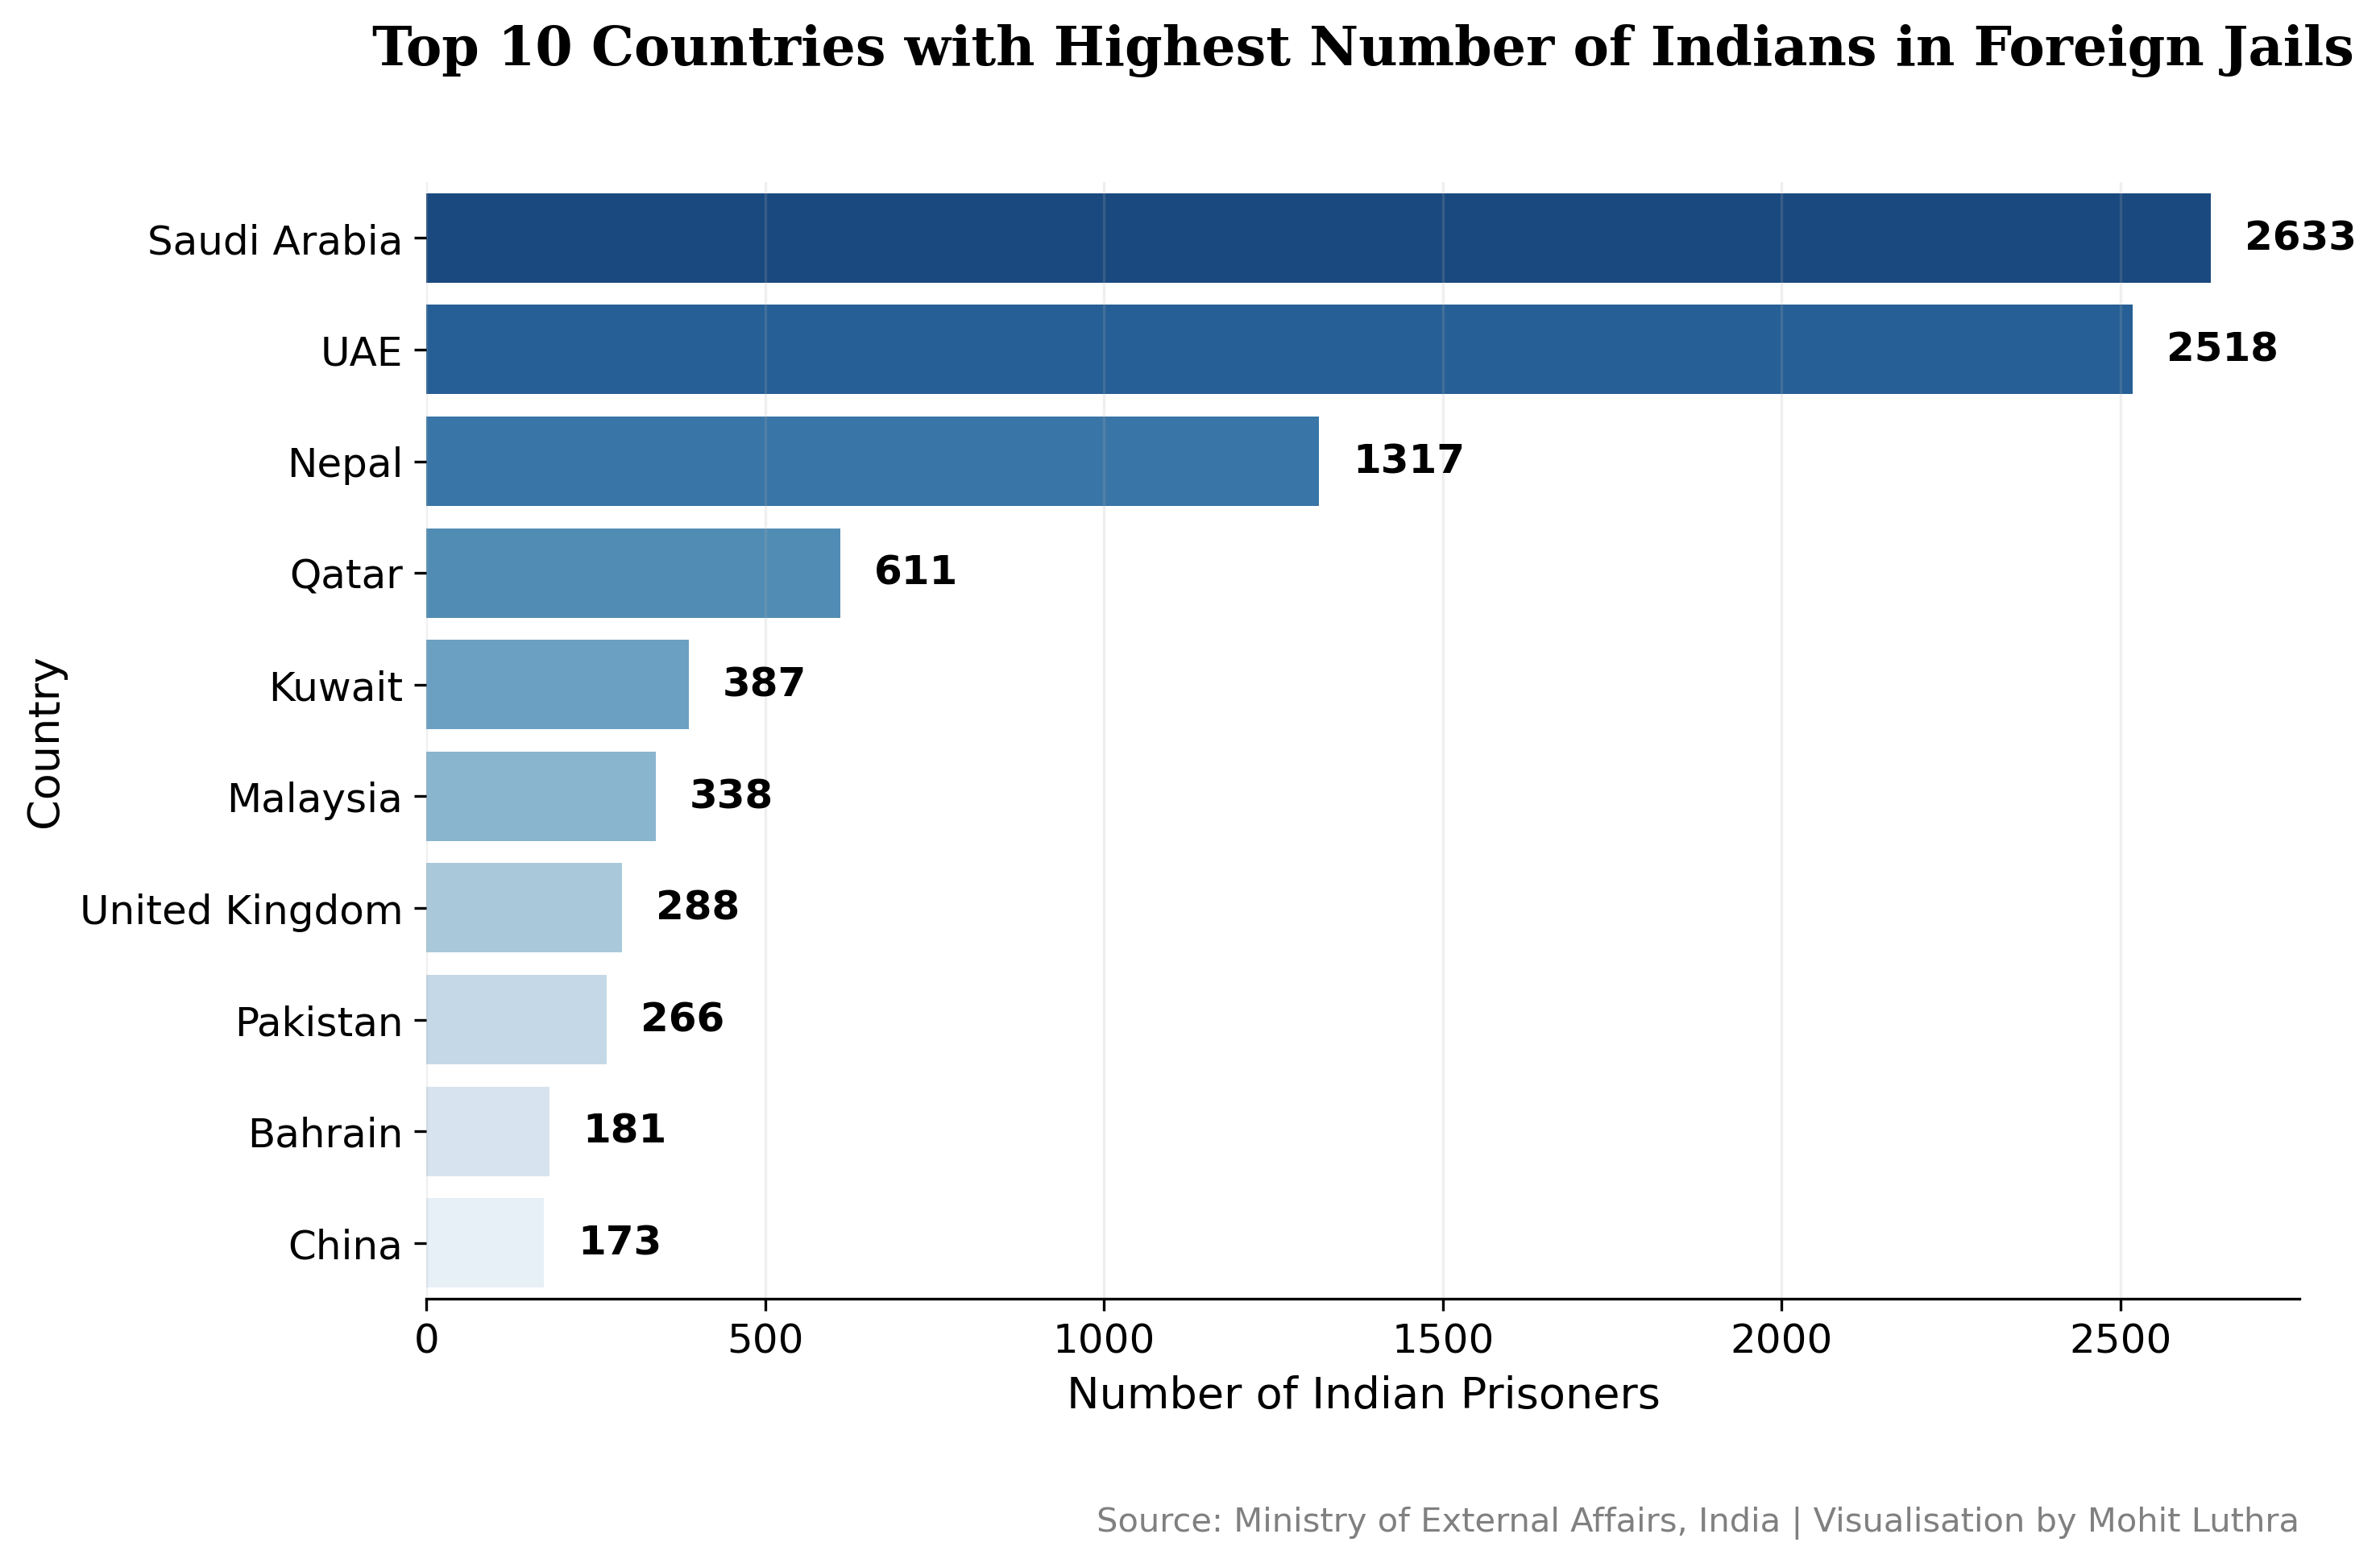 Top 10 Countries with Highest Number of Indians in Foreign Jails
Saudi Arabia 2633
UAE 2518
Nepal 1317
Qatar 611
Kuwait 387
Malaysia 338
United Kingdom 288
Pakistan 266
Bahrain 181
China 173
Country
0 500 1000 1500 2000 2500
Number of Indian Prisoners
Source: Ministry of External Affairs, India | Visualisation by Mohit Luthra